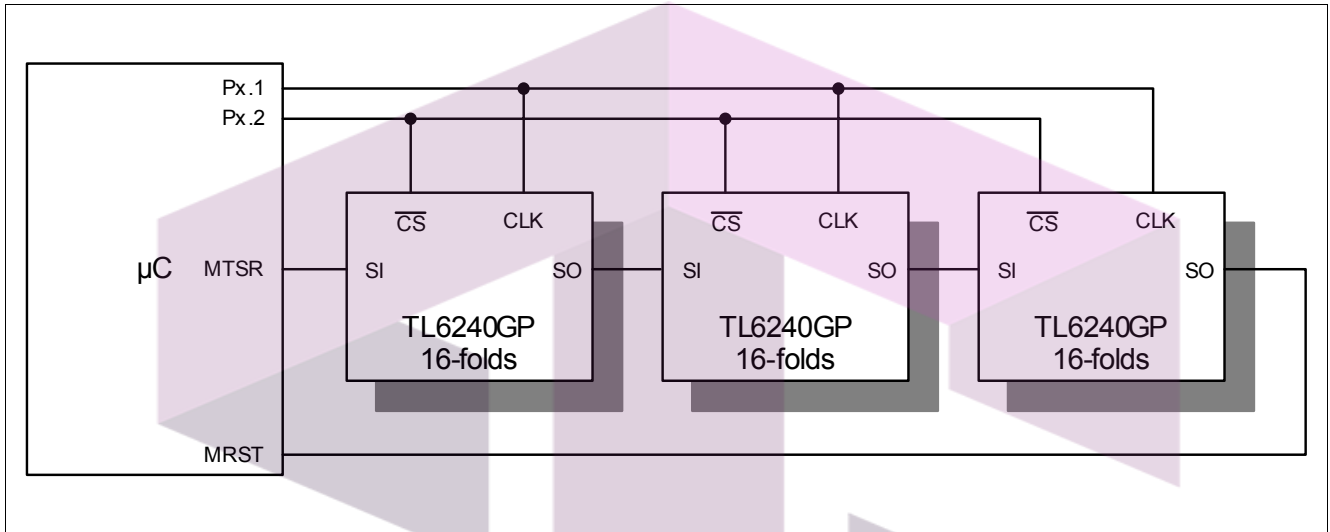 Px.1
Px.2
CS CLK CS CLK CS CLK
µC MTSR SI SO SI SO SI SO
TL6240GP TL6240GP TL6240GP
16-folds 16-folds 16-folds
MRST